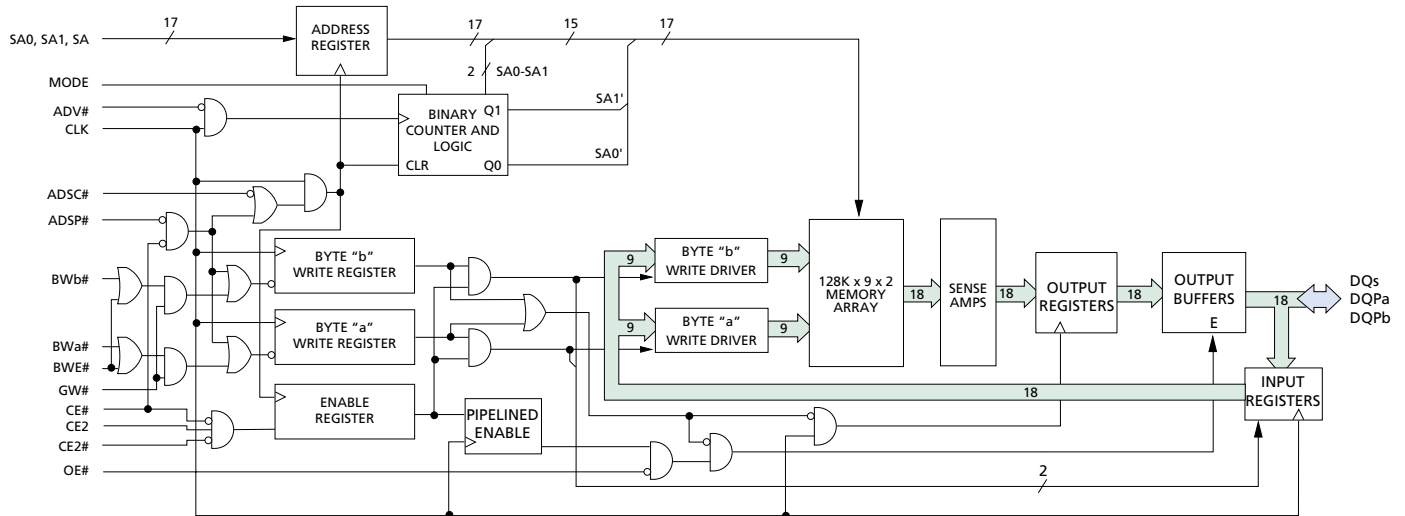 17
SA0, SA1, SA
ADDRESS
REGISTER
17
15
17
2
SA0-SA1
MODE
ADV#
CLK
BINARY
COUNTER AND
LOGIC
Q1
CLR
Q0
SA1'
SA0'
ADSC#
ADSP#
BYTE “b”
WRITE REGISTER
BWb#
BYTE “a”
WRITE REGISTER
BWa#
BWE#
GW#
CE#
CE2
CE2#
OE#
ENABLE
REGISTER
PIPELINED
ENABLE
9
BYTE “b”
WRITE DRIVER
9
9
BYTE “a”
WRITE DRIVER
9
128K x 9 x 2
MEMORY
ARRAY
18
SENSE
AMPS
18
OUTPUT
REGISTERS
18
OUTPUT
BUFFERS
E
18
DQs
DQPa
DQPb
18
INPUT
REGISTERS
2